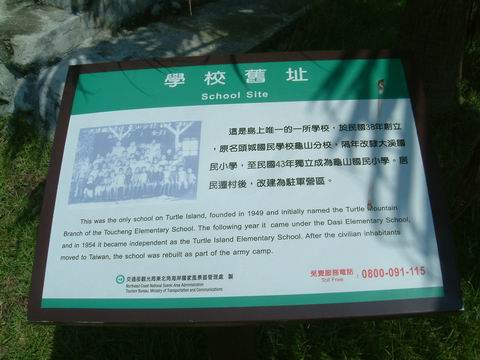 學校舊址
School Site
這是島上唯一的一所學校，於民國38年創立
，原名頭城國民學校龜山分校，隔年改隸大溪國
民小學，至民國43年獨立成為龜山國民小學。居
民遷村後，改建為駐軍營區。
This was the only school on Turtle Island, founded in 1949 and initially named the Turtle Mountain
Branch of the Toucheng Elementary School. The following year it came under the Dasi Elementary School,
and in 1954 it became independent as the Turtle Island Elementary School. After the civilian inhabitants
moved to Taiwan, the school was rebuilt as part of the army camp.
交通部觀光局東北角海岸國家風景區管理處 製
Northeast Coast National Scenic Area Administration
Tourism Bureau, Ministry of Transportation and Communications
免費服務電話
Toll Free
: 0800-091-115